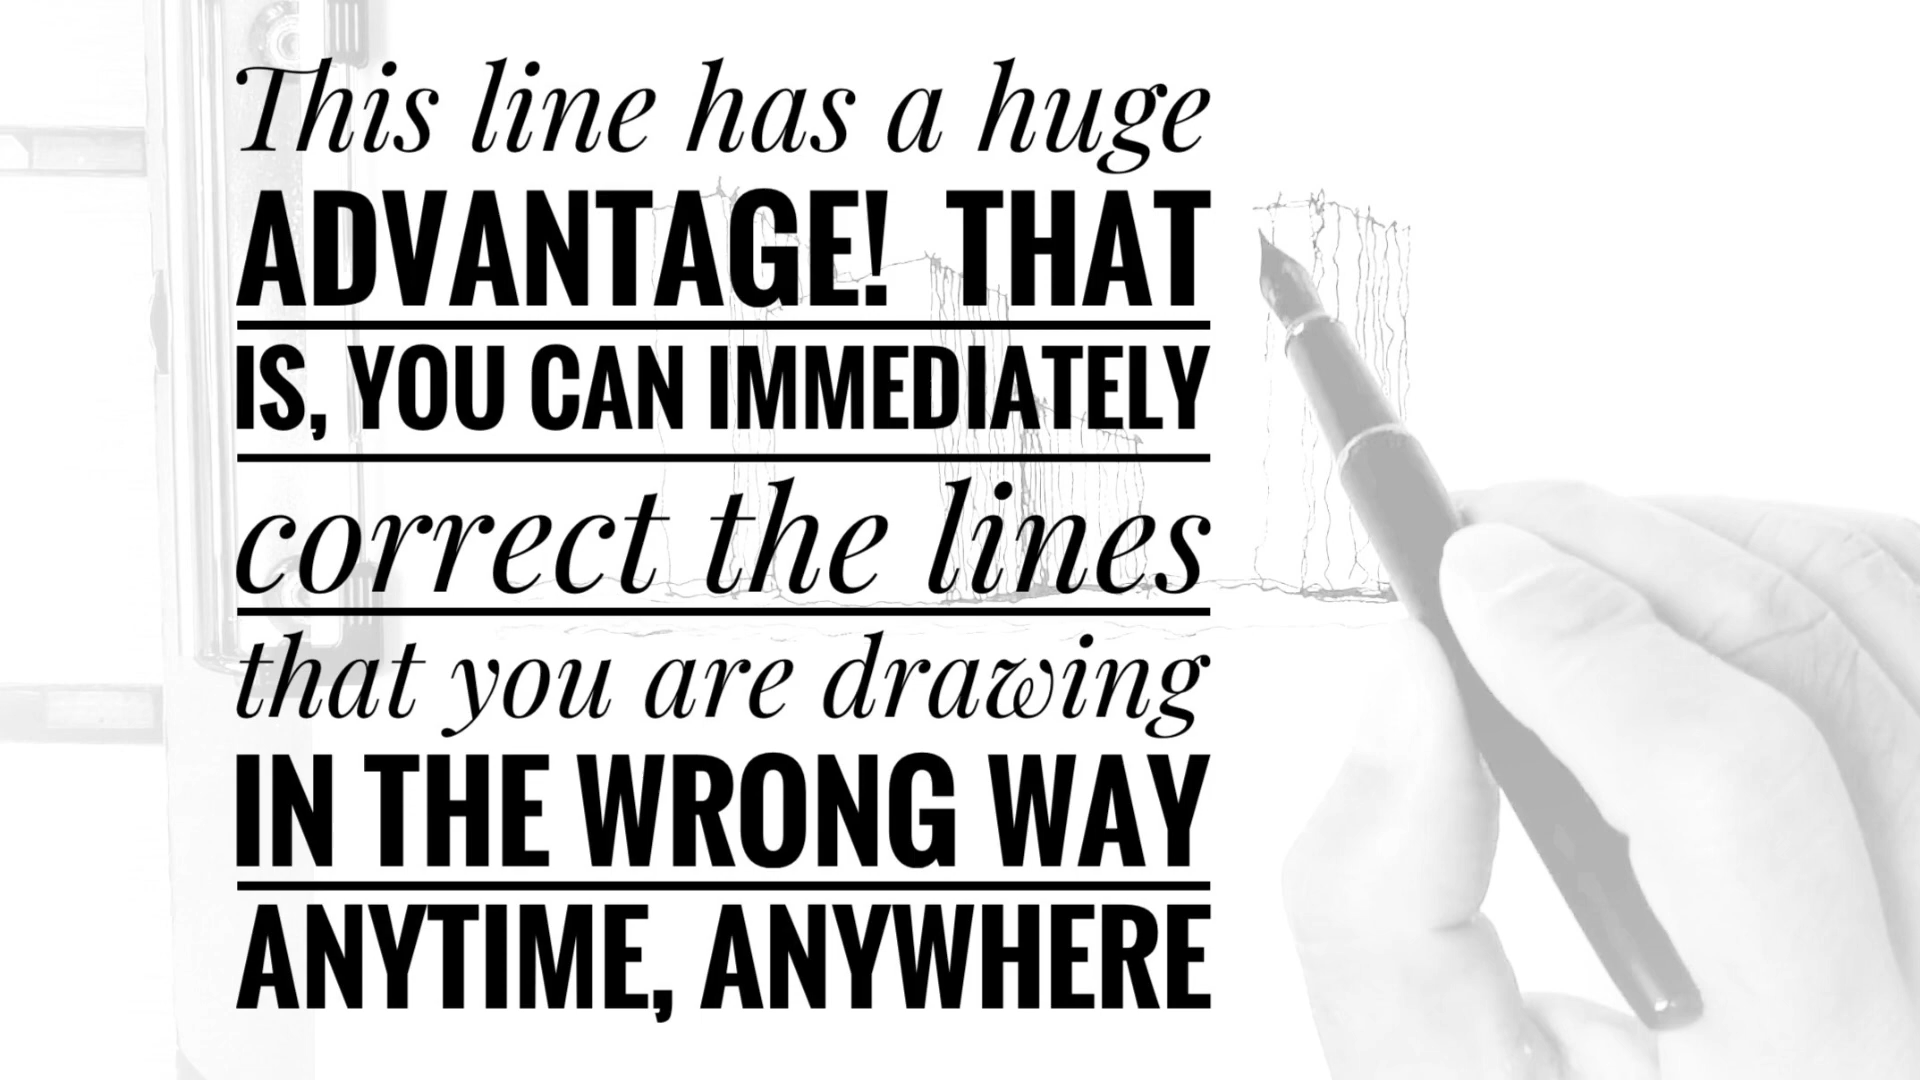 This line has a huge
ADVANTAGE! THAT
IS, YOU CAN IMMEDIATELY
correct the lines
that you are drawing
IN THE WRONG WAY
ANYTIME, ANYWHERE